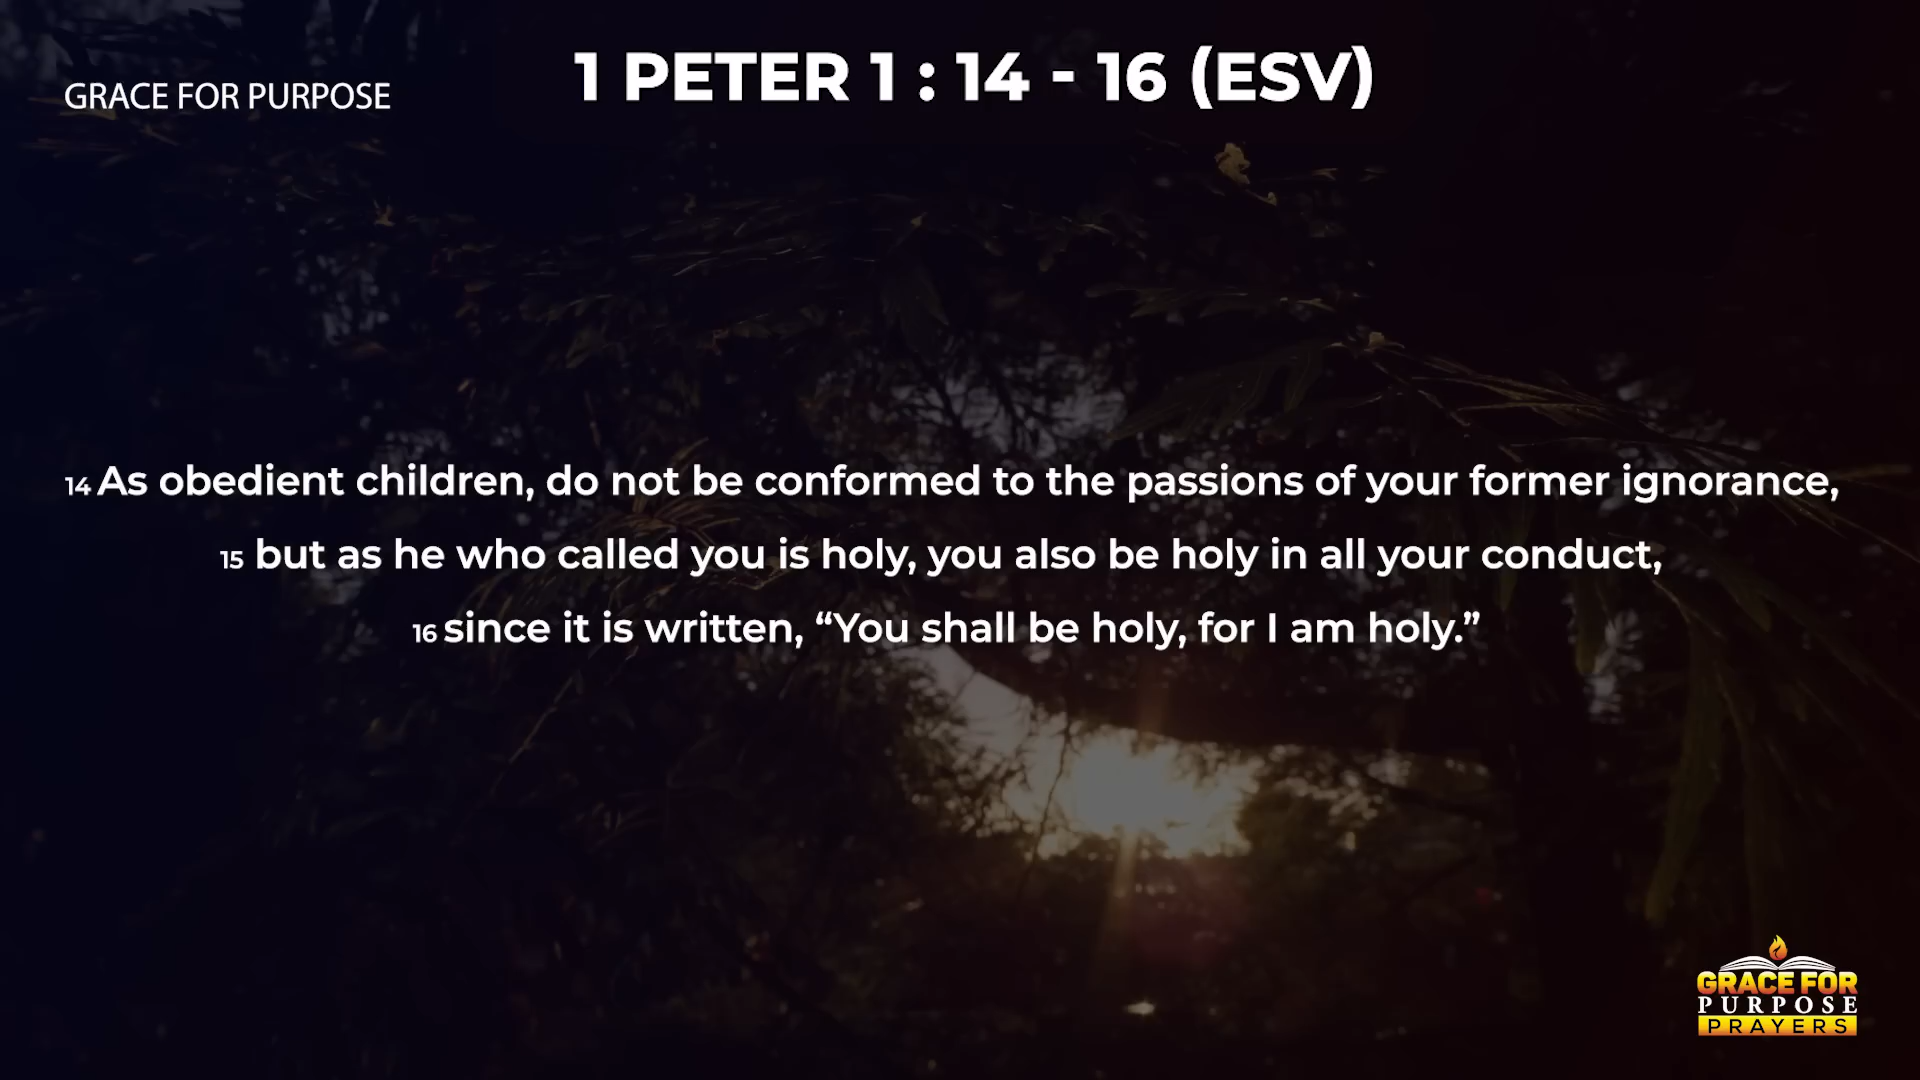 GRACE FOR PURPOSE
1 PETER 1 : 14 - 16 (ESV)
14 As obedient children, do not be conformed to the passions of your former ignorance,
15 but as he who called you is holy, you also be holy in all your conduct,
16 since it is written, “You shall be holy, for I am holy.”
GRACE FOR
PURPOSE
PRAYERS